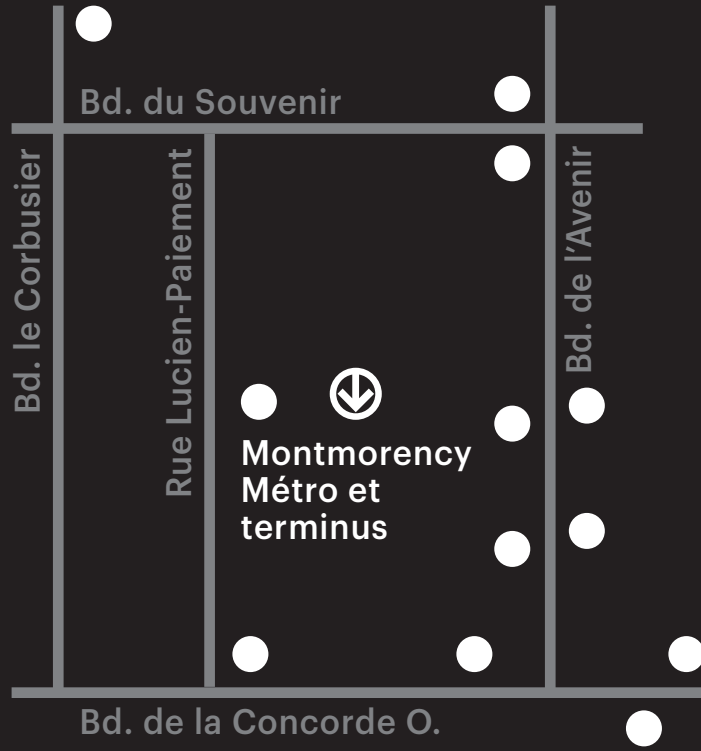 Bd. du Souvenir
Bd. le Corbusier
Rue Lucien-Paiement
Bd. de l'Avenir
Montmorency
Métro et
terminus
Bd. de la Concorde O.